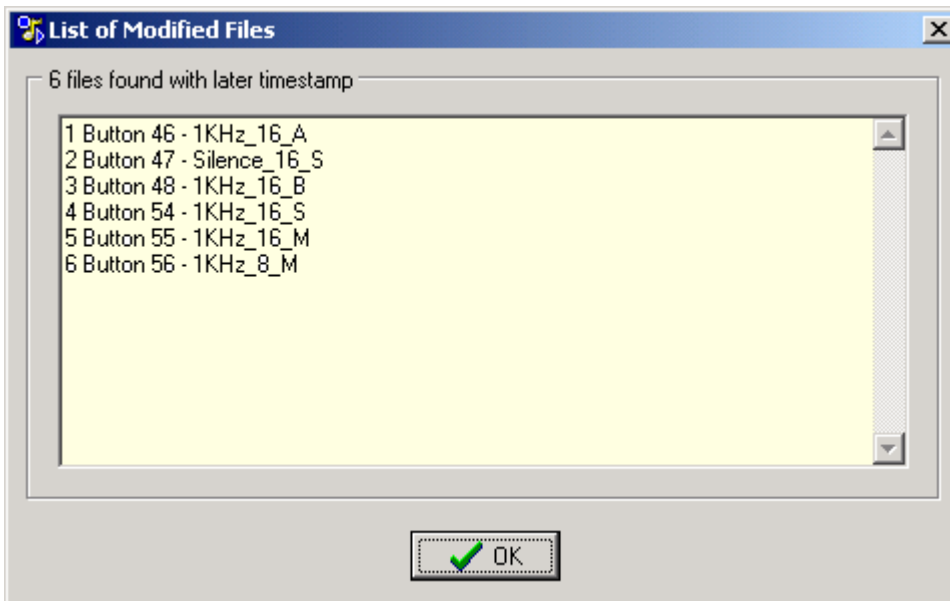 List of Modified Files
6 files found with later timestamp
1 Button 46 - 1KHz_16_A
2 Button 47 - Silence_16_S
3 Button 48 - 1KHz_16_B
4 Button 54 - 1KHz_16_S
5 Button 55 - 1KHz_16_M
6 Button 56 - 1KHz_8_M
OK